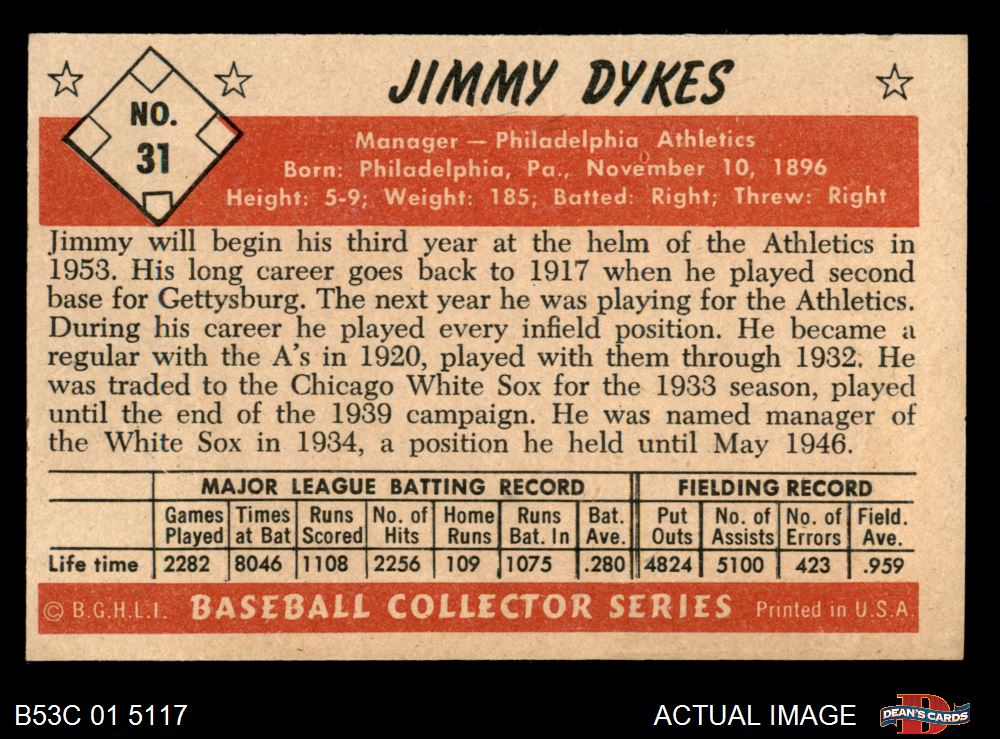 NO.
31
JIMMY DYKES
Manager — Philadelphia Athletics
Born: Philadelphia, Pa., November 10, 1896
Height: 5-9; Weight: 185; Batted: Right; Threw: Right
Jimmy will begin his third year at the helm of the Athletics in
1953. His long career goes back to 1917 when he played second
base for Gettysburg. The next year he was playing for the Athletics.
During his career he played every infield position. He became a
regular with the A's in 1920, played with them through 1932. He
was traded to the Chicago White Sox for the 1933 season, played
until the end of the 1939 campaign. He was named manager of
the White Sox in 1934, a position he held until May 1946.
MAJOR LEAGUE BATTING RECORD FIELDING RECORD
Games Times Runs No. of Home Runs Bat. Put No. of No. of Field.
Played at Bat Scored Hits Runs Bat. In Ave. Outs Assists Errors Ave.
Life time 2282 8046 1108 2256 109 1075 .280 4824 5100 423 .959
© B.G.H.L.I. BASEBALL COLLECTOR SERIES Printed in U.S.A.
B53C 01 5117 ACTUAL IMAGE DEAN'S CARDS